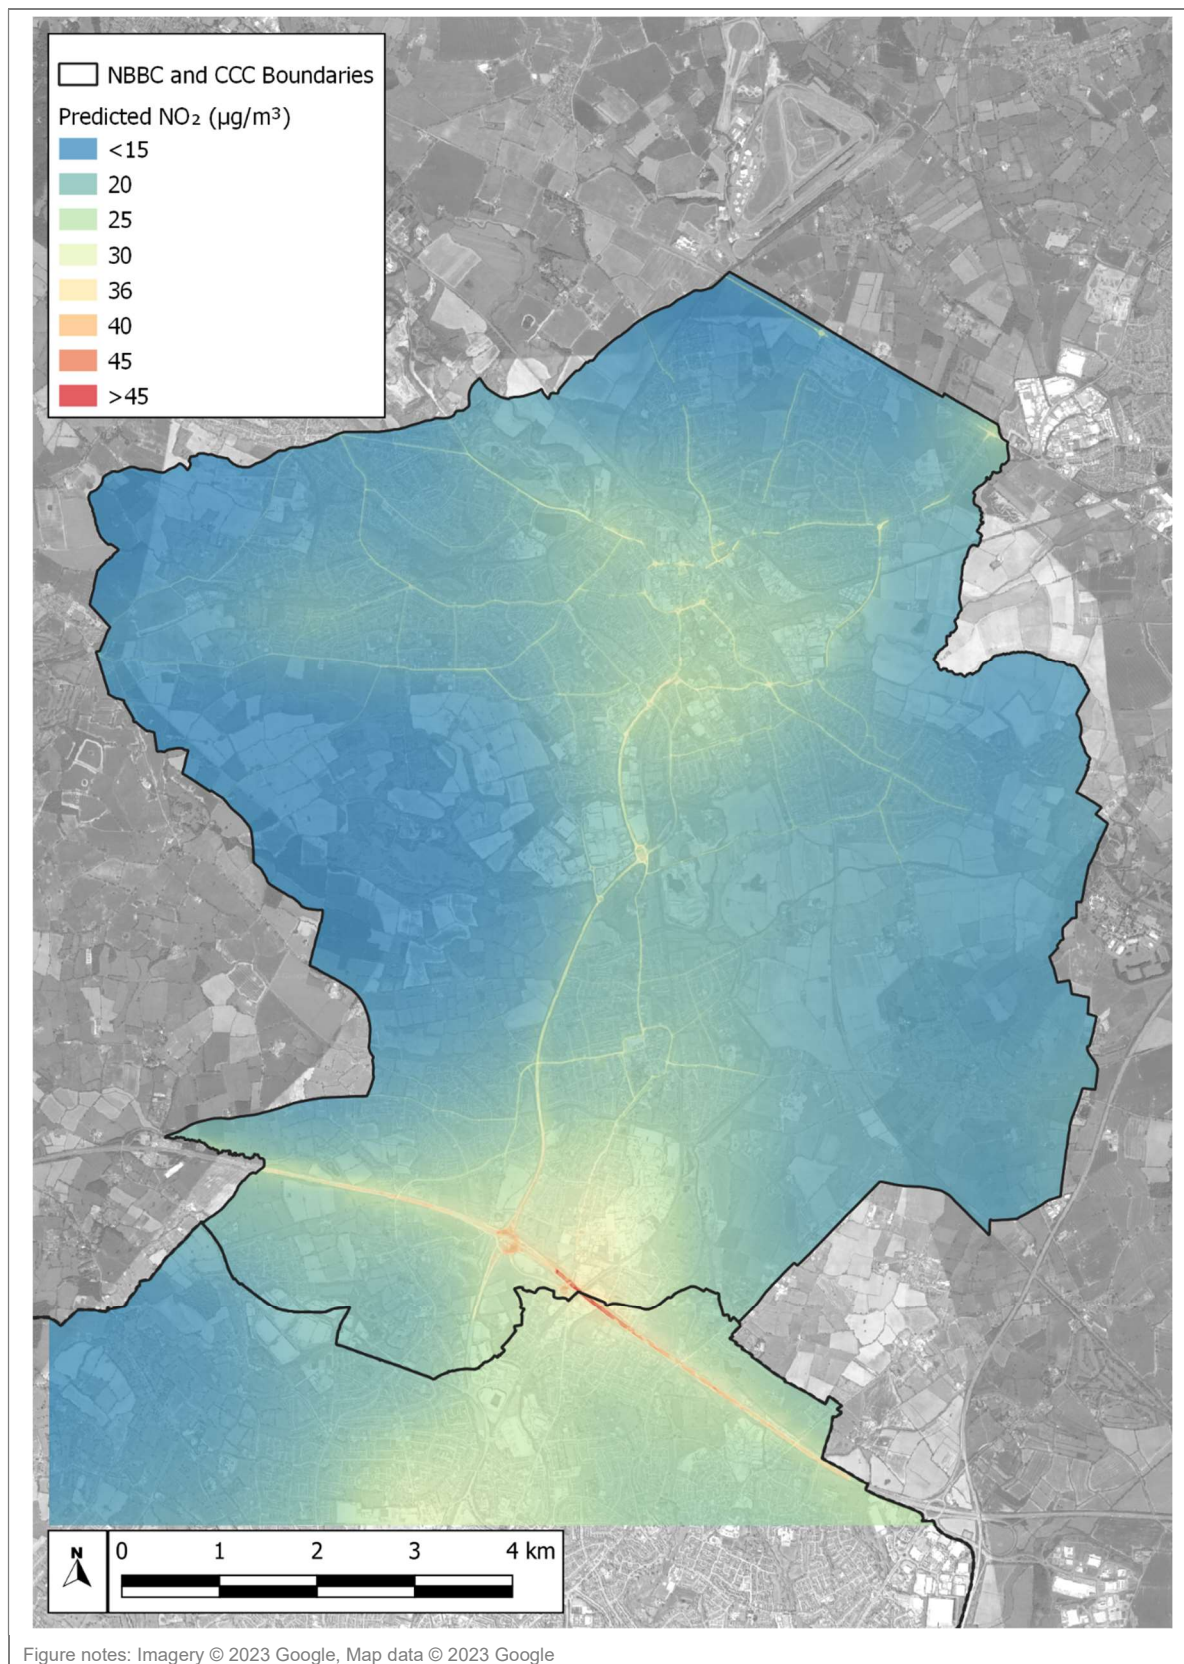 NBBC and CCC Boundaries
Predicted NO₂ (µg/m³)
<15
20
25
30
36
40
45
>45
N
0 1 2 3 4 km
Figure notes: Imagery © 2023 Google, Map data © 2023 Google